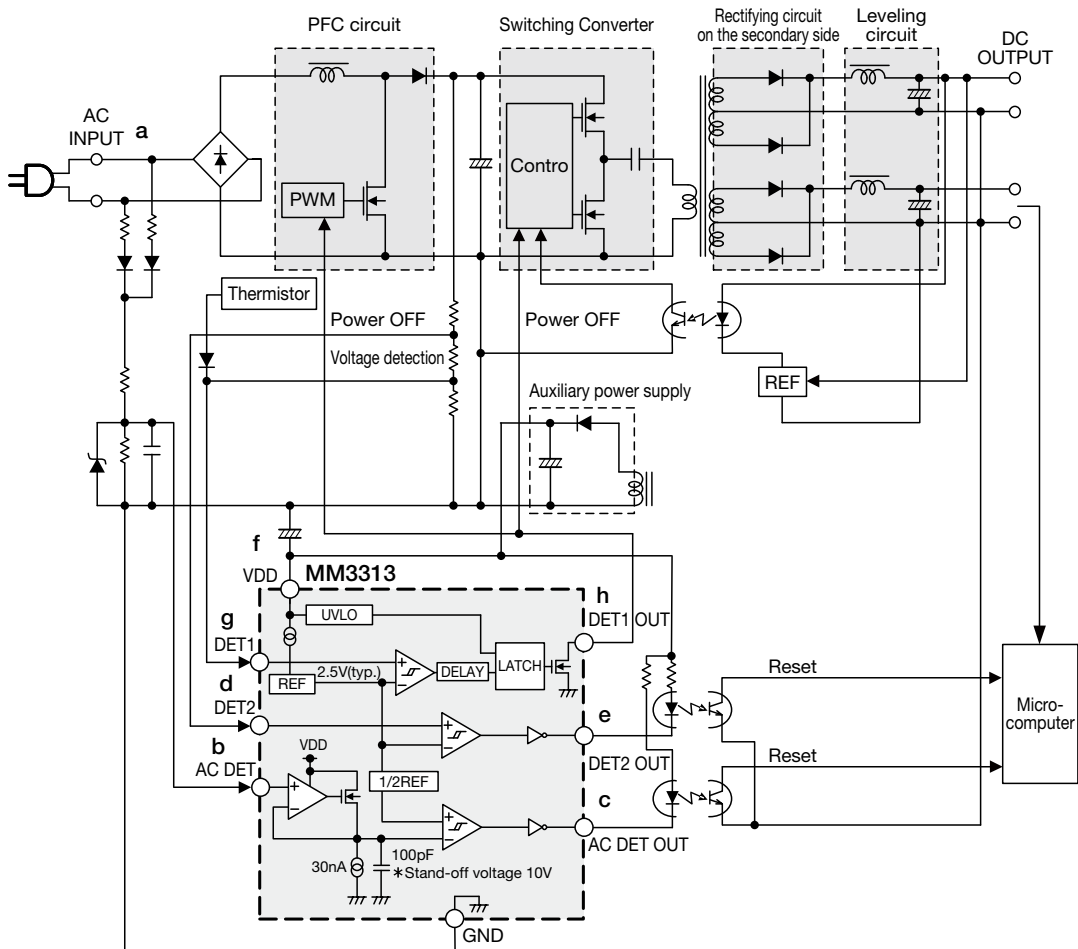 PFC circuit
Switching Converter
Rectifying circuit
on the secondary side
Leveling
circuit
DC
OUTPUT
AC
INPUT
a
PWM
Contro
Thermistor
Power OFF
Power OFF
Voltage detection
REF
Auxiliary power supply
f
VDD
MM3313
h
DET1 OUT
UVLO
g
DET1
2.5V(typ.)
REF
DELAY
LATCH
d
DET2
e
DET2 OUT
b
AC DET
VDD
1/2REF
c
AC DET OUT
30nA
100pF
*Stand-off voltage 10V
GND
Reset
Reset
Micro-
computer